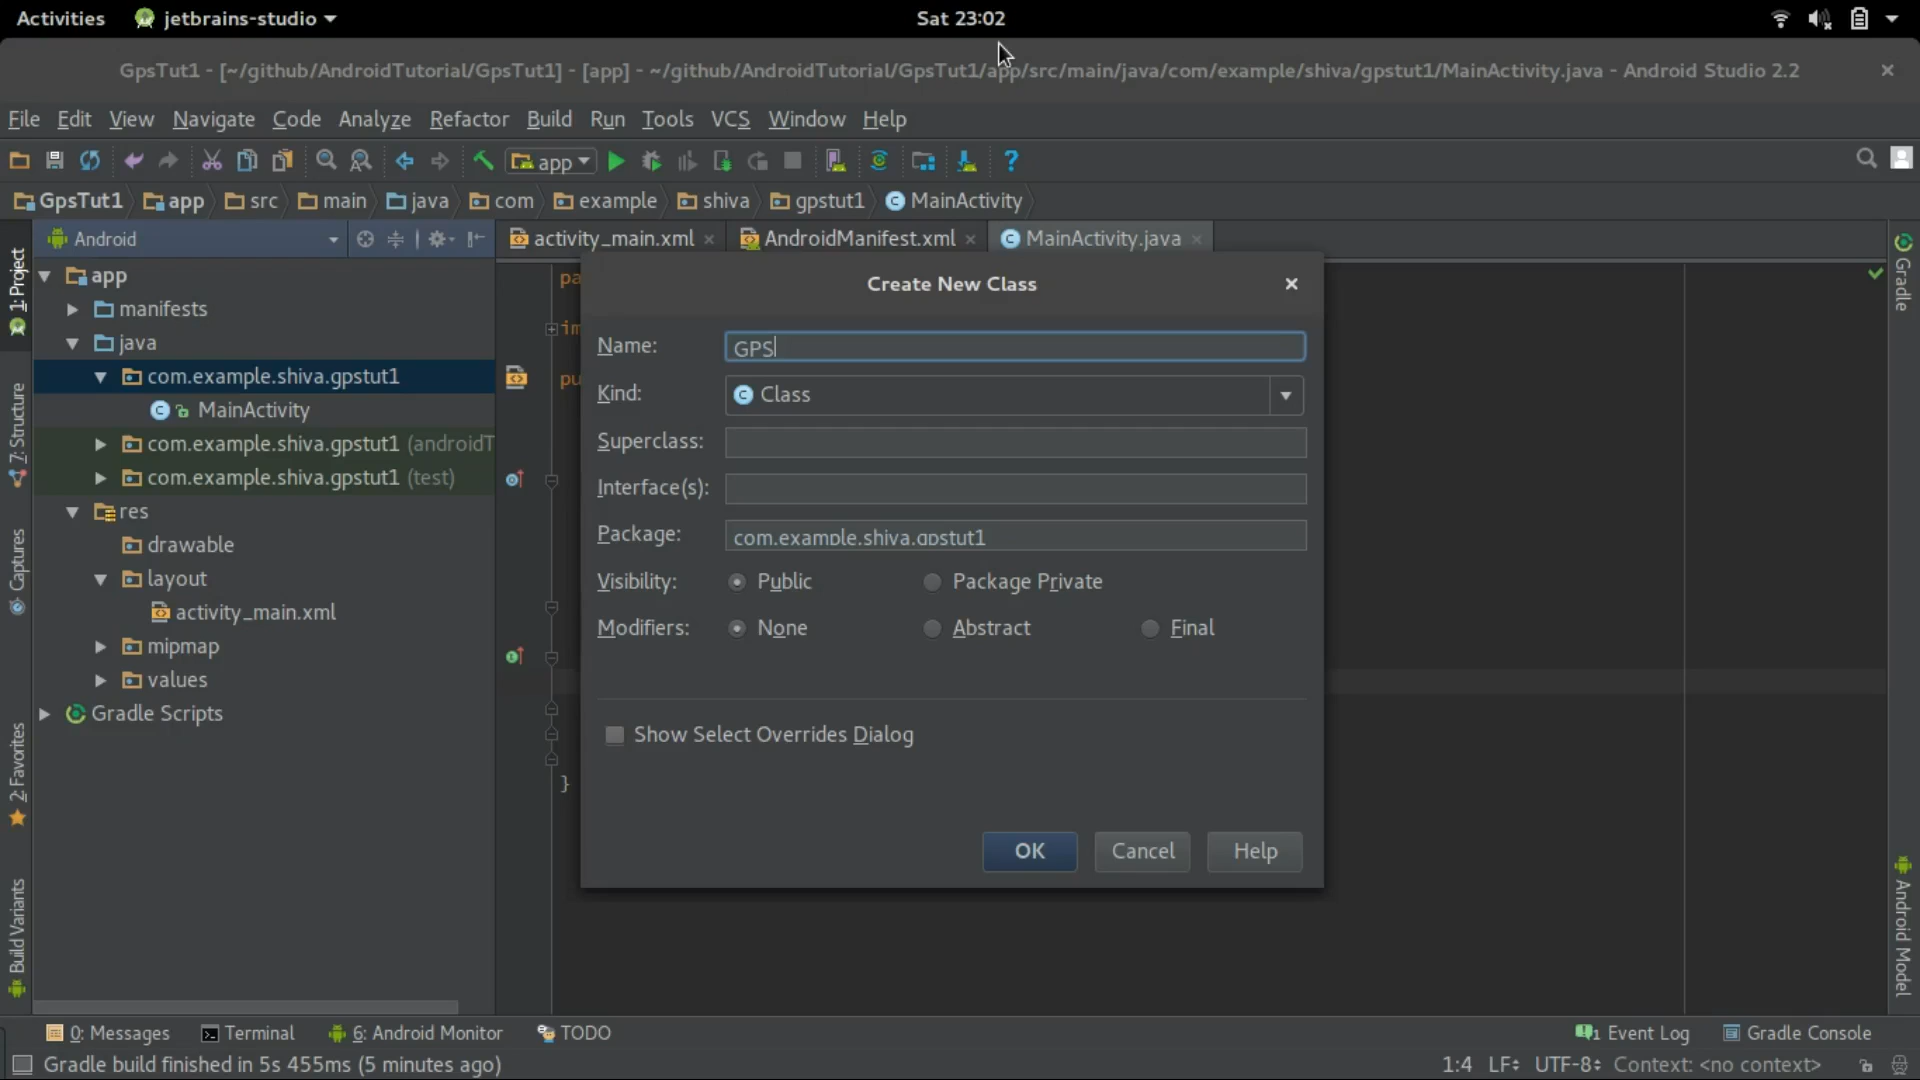 Activities jetbrains-studio Sat 23:02
GpsTut1 - [~/github/AndroidTutorial/GpsTut1] - [app] - ~/github/AndroidTutorial/GpsTut1/app/src/main/java/com/example/shiva/gpstut1/MainActivity.java - Android Studio 2.2
File Edit View Navigate Code Analyze Refactor Build Run Tools VCS Window Help
app
GpsTut1 app src main java com example shiva gpstut1 MainActivity
Android
activity_main.xml AndroidManifest.xml MainActivity.java
1: Project
7: Structure
Captures
2: Favorites
Build Variants
app
manifests
java
com.example.shiva.gpstut1
MainActivity
com.example.shiva.gpstut1 (androidT
com.example.shiva.gpstut1 (test)
res
drawable
layout
activity_main.xml
mipmap
values
Gradle Scripts
pa
im
pu
}
Create New Class
Name: GPS
Kind: Class
Superclass:
Interface(s):
Package: com.example.shiva.gpstut1
Visibility: Public Package Private
Modifiers: None Abstract Final
Show Select Overrides Dialog
OK Cancel Help
Gradle
Android Model
0: Messages Terminal 6: Android Monitor TODO 1 Event Log Gradle Console
Gradle build finished in 5s 455ms (5 minutes ago) 1:4 LF UTF-8 Context: <no context>